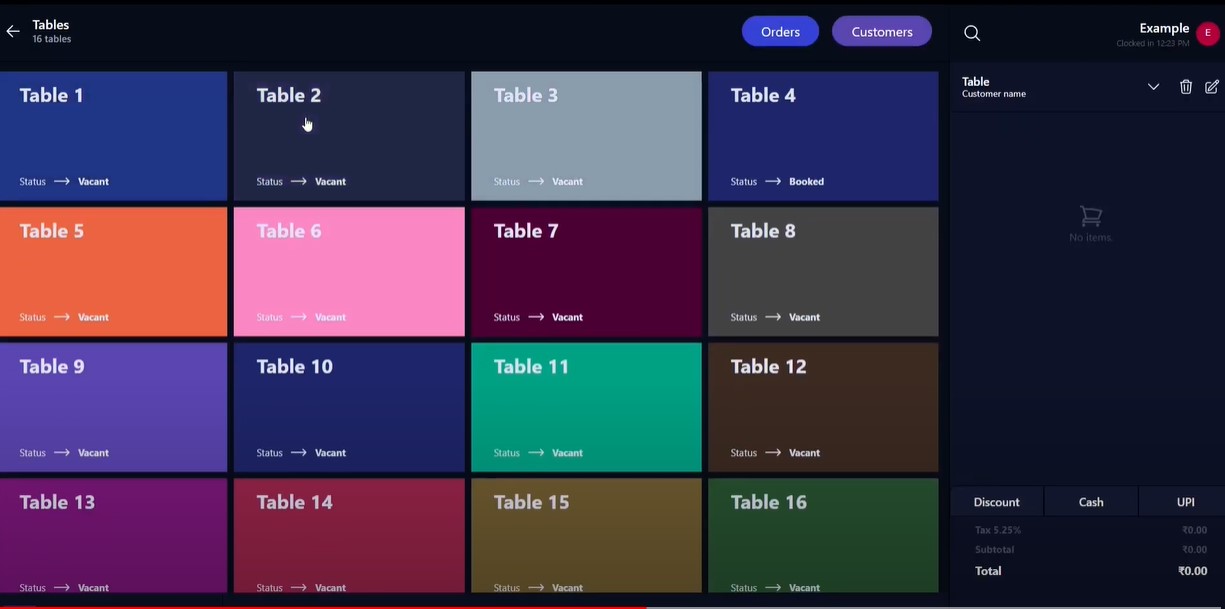 Tables
16 tables
Orders
Customers
Example
Clocked in 12:23 PM
E
Table 1
Status → Vacant
Table 2
Status → Vacant
Table 3
Status → Vacant
Table 4
Status → Booked
Table 5
Status → Vacant
Table 6
Status → Vacant
Table 7
Status → Vacant
Table 8
Status → Vacant
Table 9
Status → Vacant
Table 10
Status → Vacant
Table 11
Status → Vacant
Table 12
Status → Vacant
Table 13
Status → Vacant
Table 14
Status → Vacant
Table 15
Status → Vacant
Table 16
Status → Vacant
Table
Customer name
No items
Discount
Cash
UPI
Tax 5.25% ₹0.00
Subtotal ₹0.00
Total ₹0.00